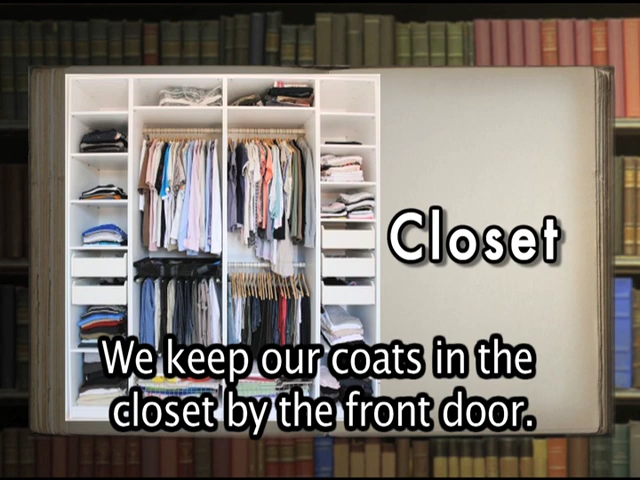 Closet
We keep our coats in the
closet by the front door.